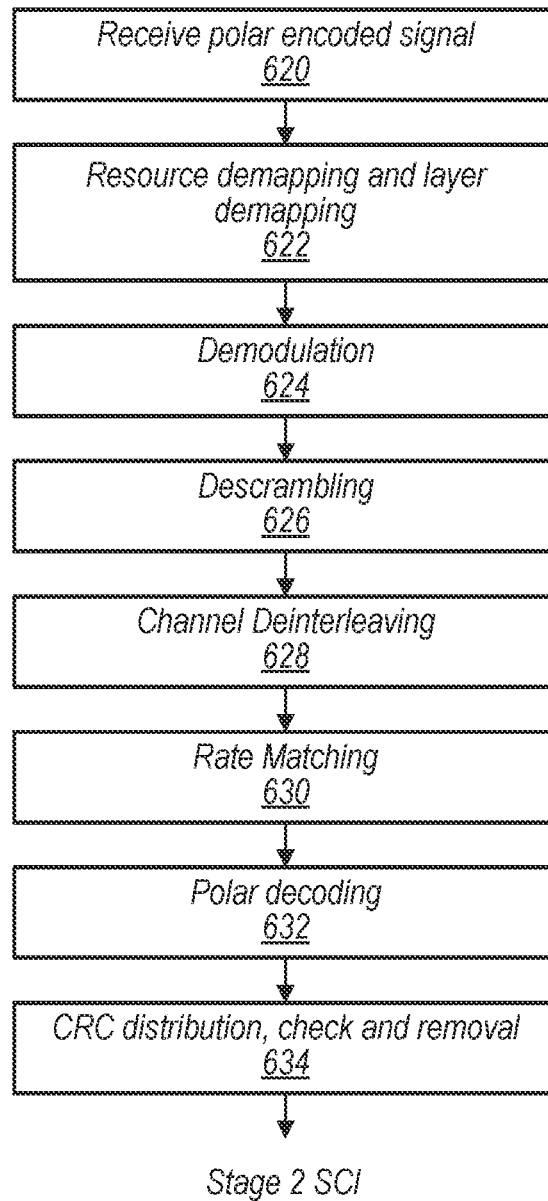 Receive polar encoded signal
620
Resource demapping and layer
demapping
622
Demodulation
624
Descrambling
626
Channel Deinterleaving
628
Rate Matching
630
Polar decoding
632
CRC distribution, check and removal
634
Stage 2 SCI